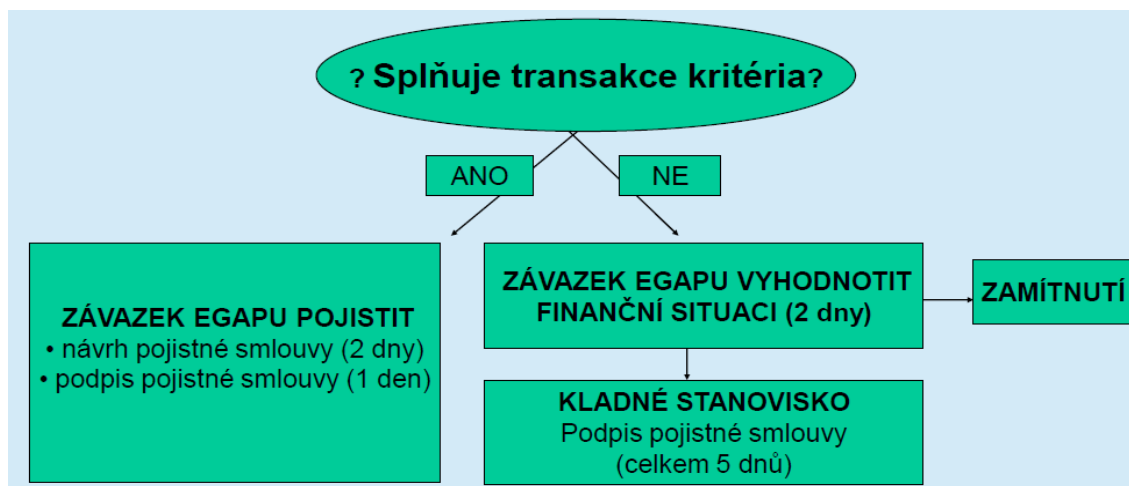 ? Splňuje transakce kritéria?
ANO
NE
ZÁVAZEK EGAPU POJISTIT
• návrh pojistné smlouvy (2 dny)
• podpis pojistné smlouvy (1 den)
ZÁVAZEK EGAPU VYHODNOTIT
FINANČNÍ SITUACI (2 dny)
ZAMÍTNUTÍ
KLADNÉ STANOVISKO
Podpis pojistné smlouvy
(celkem 5 dnů)